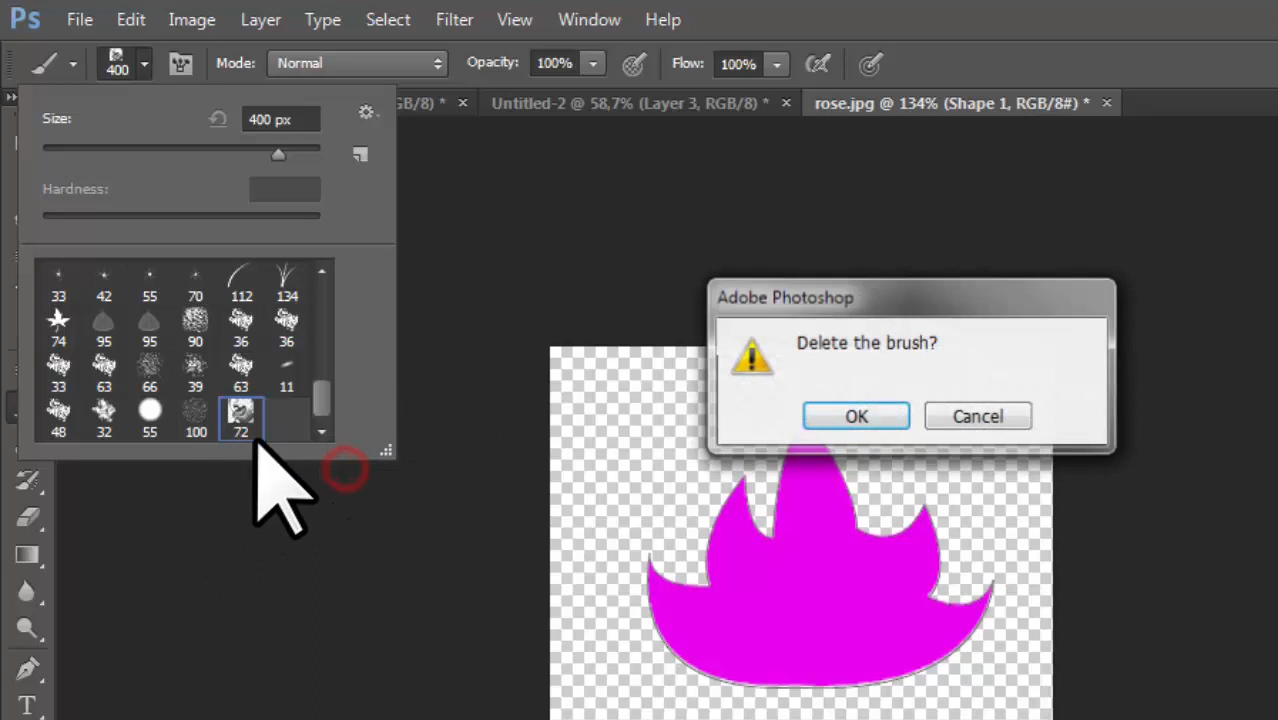 Ps File Edit Image Layer Type Select Filter View Window Help
400 Mode: Normal Opacity: 100% Flow: 100%
GB/8) * × Untitled-2 @ 58,7% (Layer 3, RGB/8) * × rose.jpg @ 134% (Shape 1, RGB/8#) * ×
Size: 400 px
Hardness:
33 42 55 70 112 134
74 95 95 90 36 36
33 63 66 39 63 11
48 32 55 100 72
Adobe Photoshop
Delete the brush?
OK Cancel
T